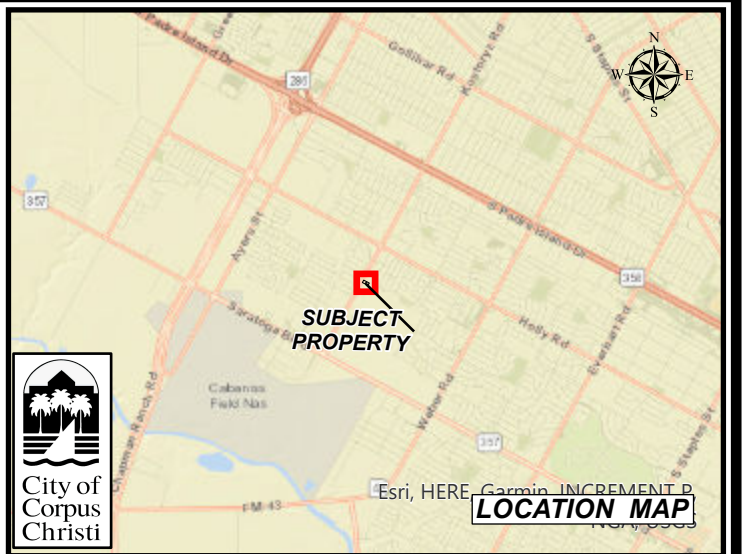 S Padre Island Dr
Gollihar Rd
Kostoryz Rd
S Staples St
N
W
E
S
286
357
Ayers St
S Padre Island Dr
358
SUBJECT
PROPERTY
Saratoga
Holly Rd
Everhart Rd
Cabaniss
Field Nas
Weber Rd
Chapman Ranch Rd
357
S Staples St
FM 43
City of
Corpus
Christi
Esri, HERE, Garmin, INCREMENT P,
NGA, USGS
LOCATION MAP